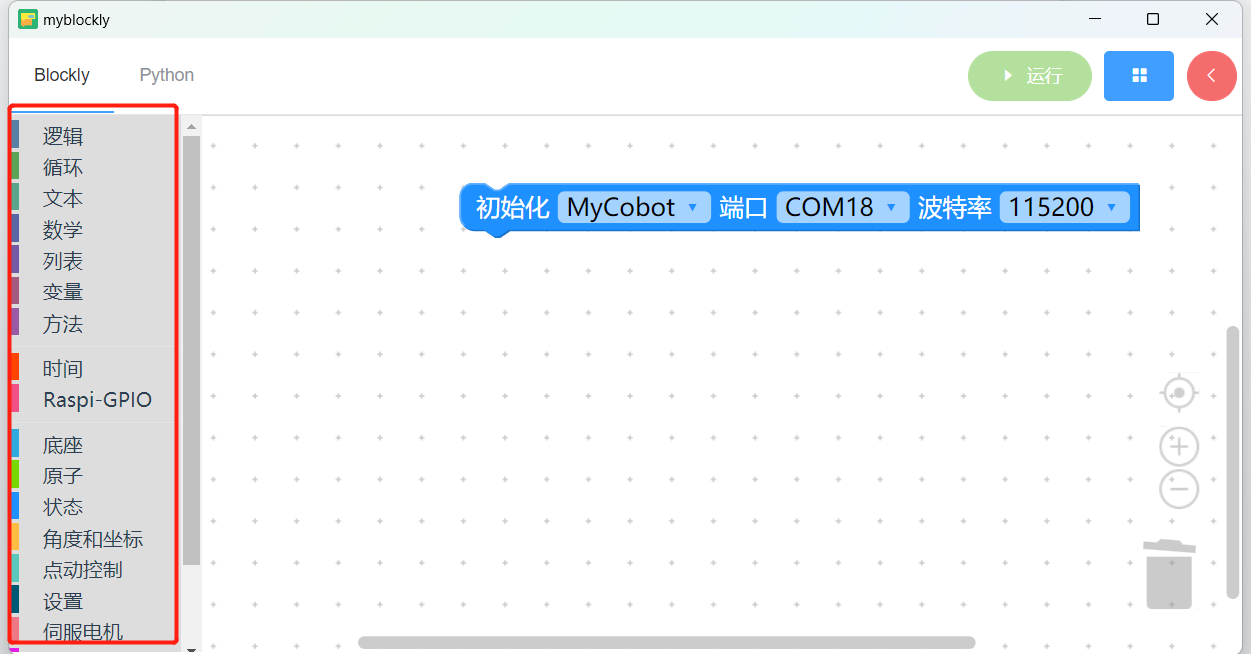 myblockly
Blockly Python 运行
逻辑
循环
文本
数学
列表
变量
方法
时间
Raspi-GPIO
底座
原子
状态
角度和坐标
点动控制
设置
伺服电机
初始化 MyCobot 端口 COM18 波特率 115200